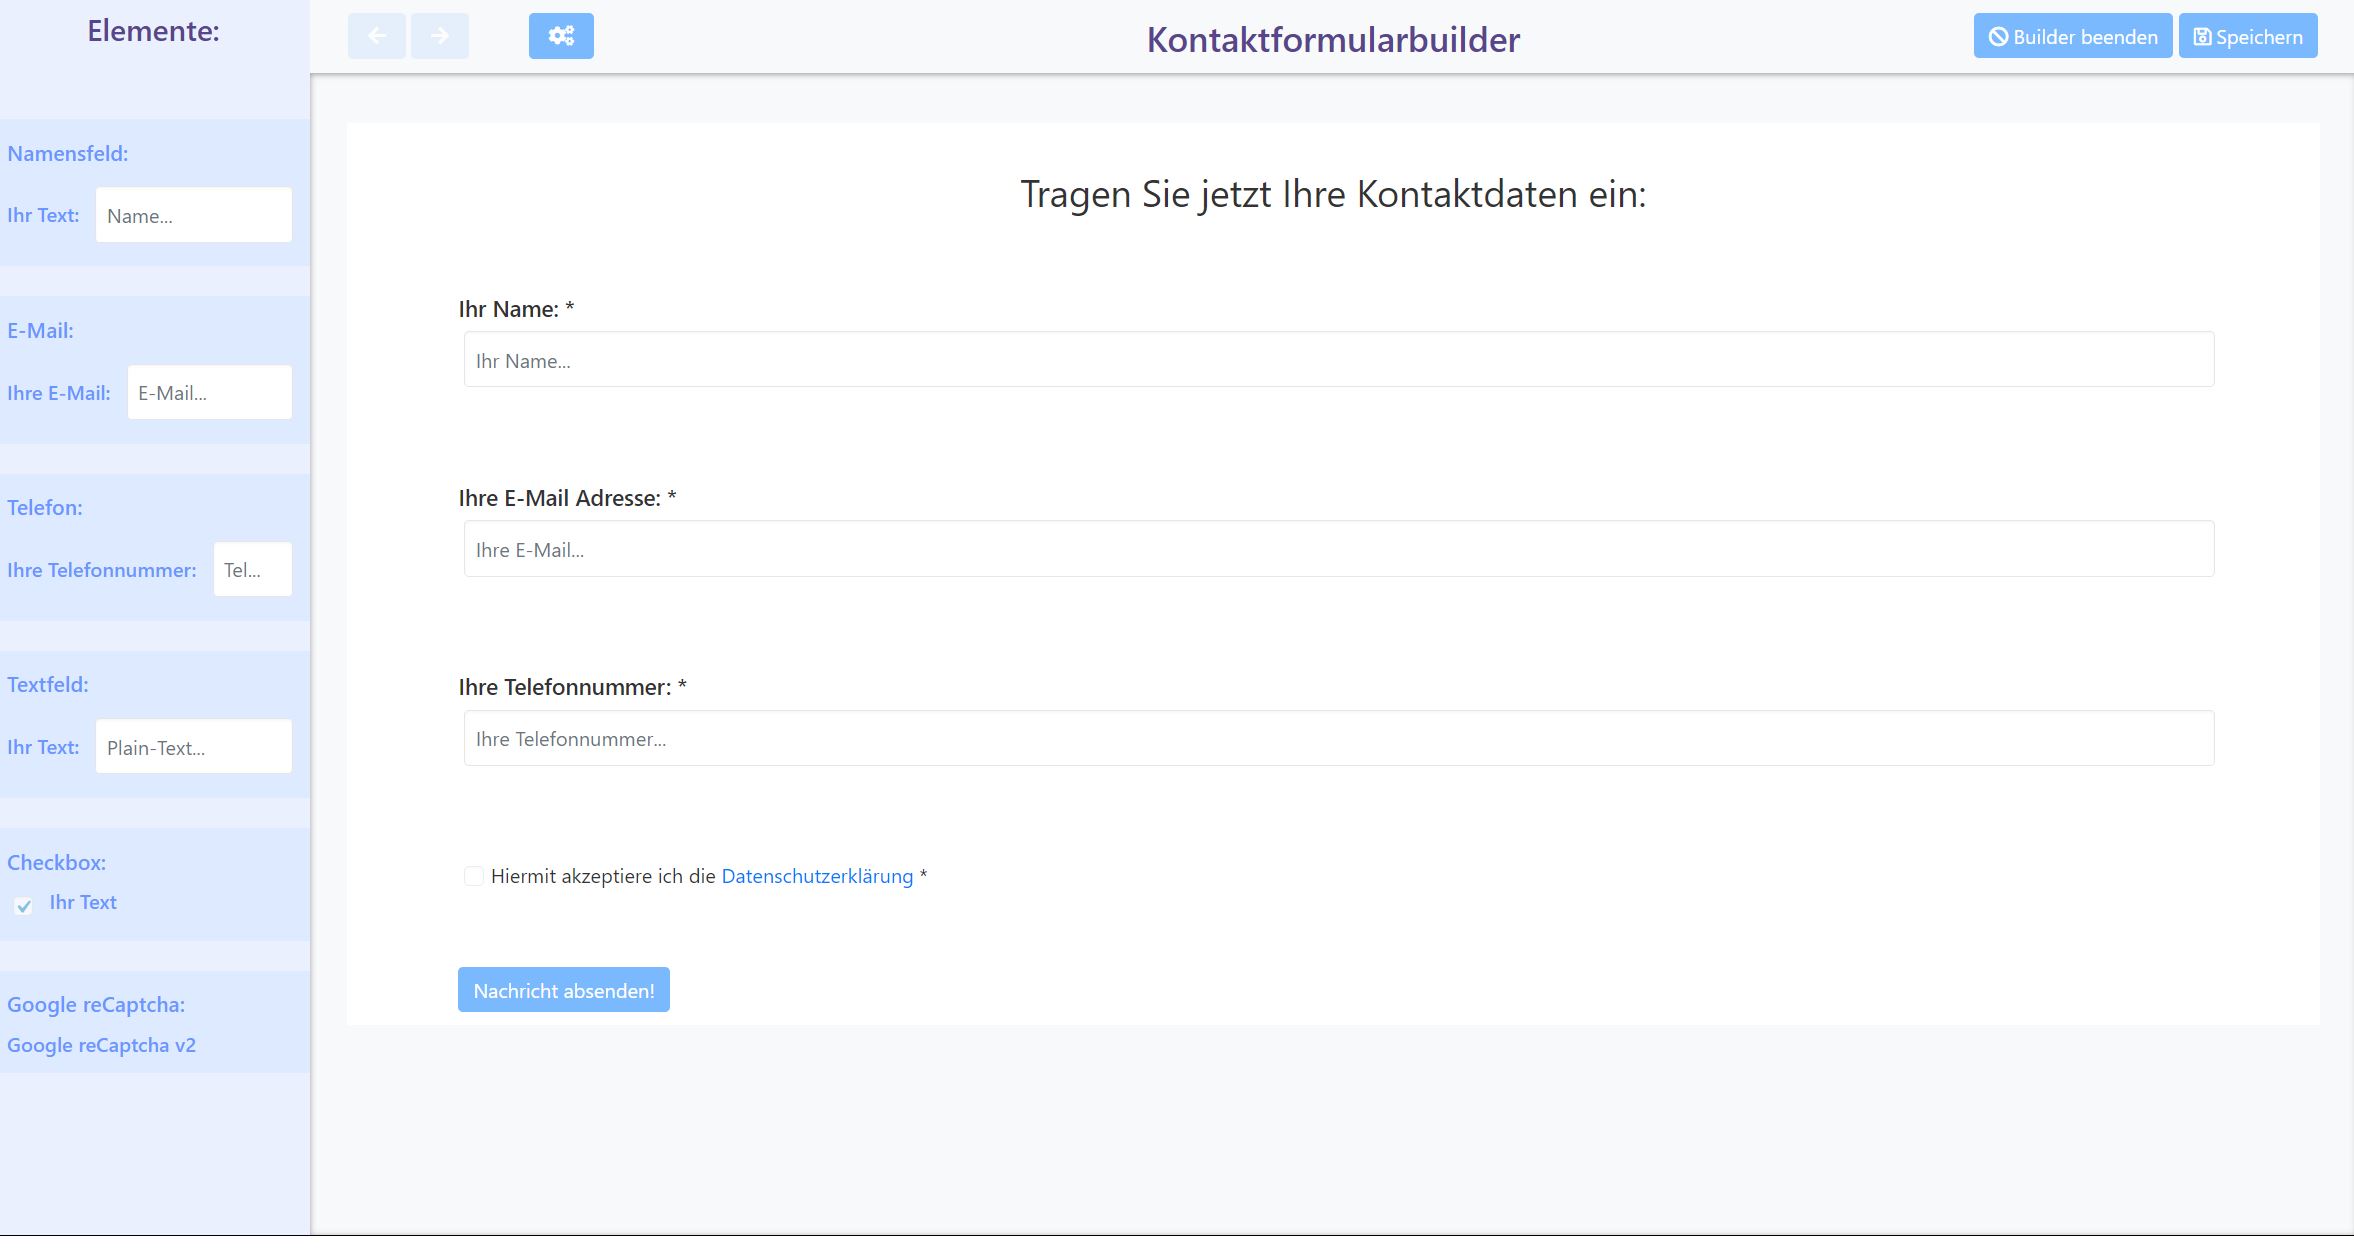 Elemente:
Kontaktformularbuilder
Builder beenden
Speichern
Namensfeld:
Ihr Text: Name...
E-Mail:
Ihre E-Mail: E-Mail...
Telefon:
Ihre Telefonnummer: Tel...
Textfeld:
Ihr Text: Plain-Text...
Checkbox:
Ihr Text
Google reCaptcha:
Google reCaptcha v2
Tragen Sie jetzt Ihre Kontaktdaten ein:
Ihr Name: *
Ihr Name...
Ihre E-Mail Adresse: *
Ihre E-Mail...
Ihre Telefonnummer: *
Ihre Telefonnummer...
Hiermit akzeptiere ich die Datenschutzerklärung *
Nachricht absenden!